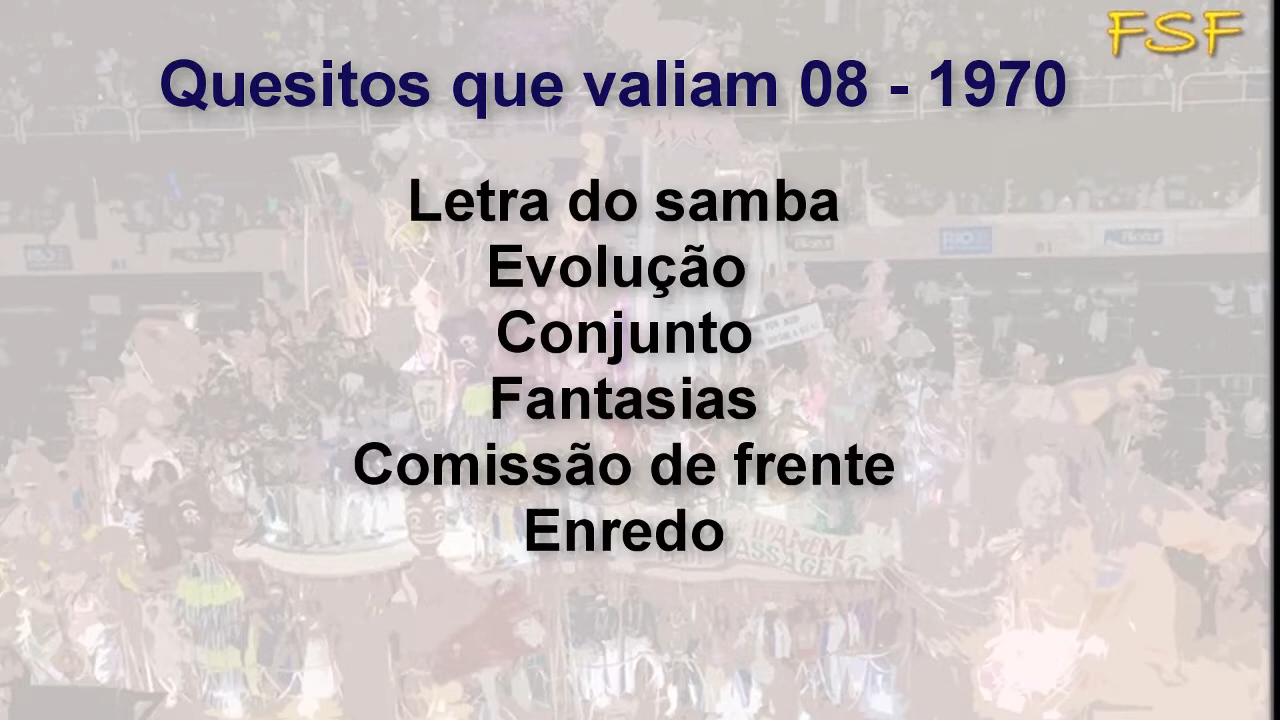 FSF
Quesitos que valiam 08 - 1970
Letra do samba
Evolução
Conjunto
Fantasias
Comissão de frente
Enredo